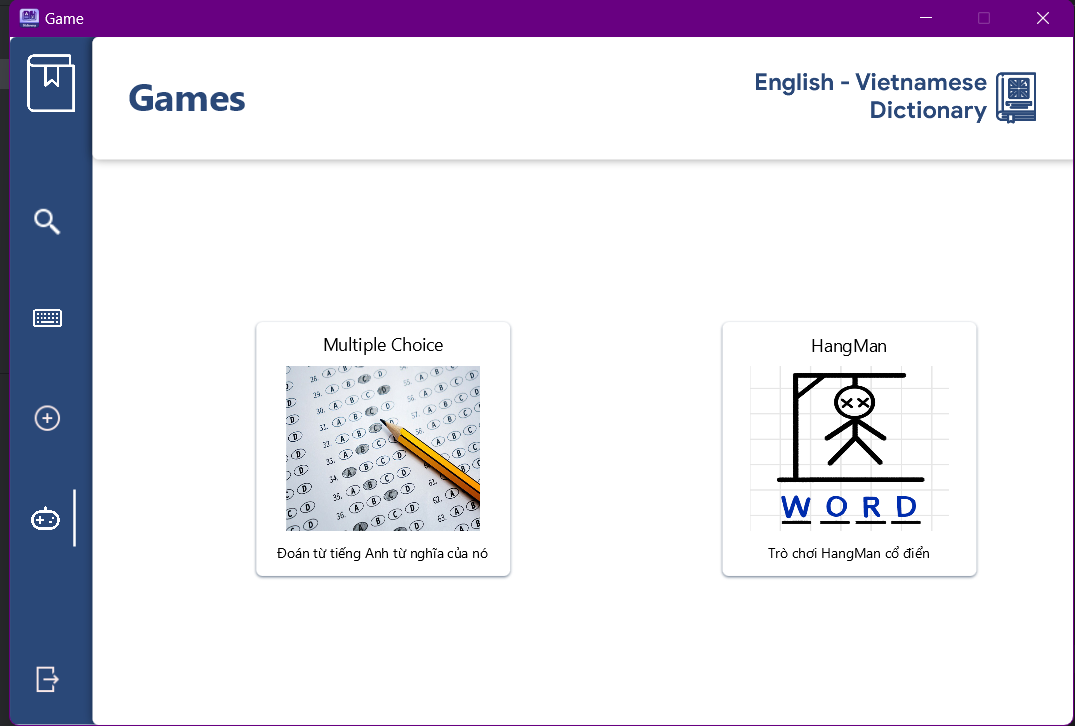 Game
Games
English - Vietnamese
Dictionary
Multiple Choice
Đoán từ tiếng Anh từ nghĩa của nó
HangMan
WORD
Trò chơi HangMan cổ điển